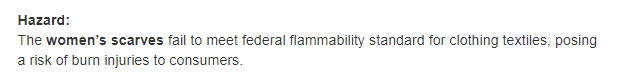 Hazard:
The women's scarves fail to meet federal flammability standard for clothing textiles, posing
a risk of burn injuries to consumers.